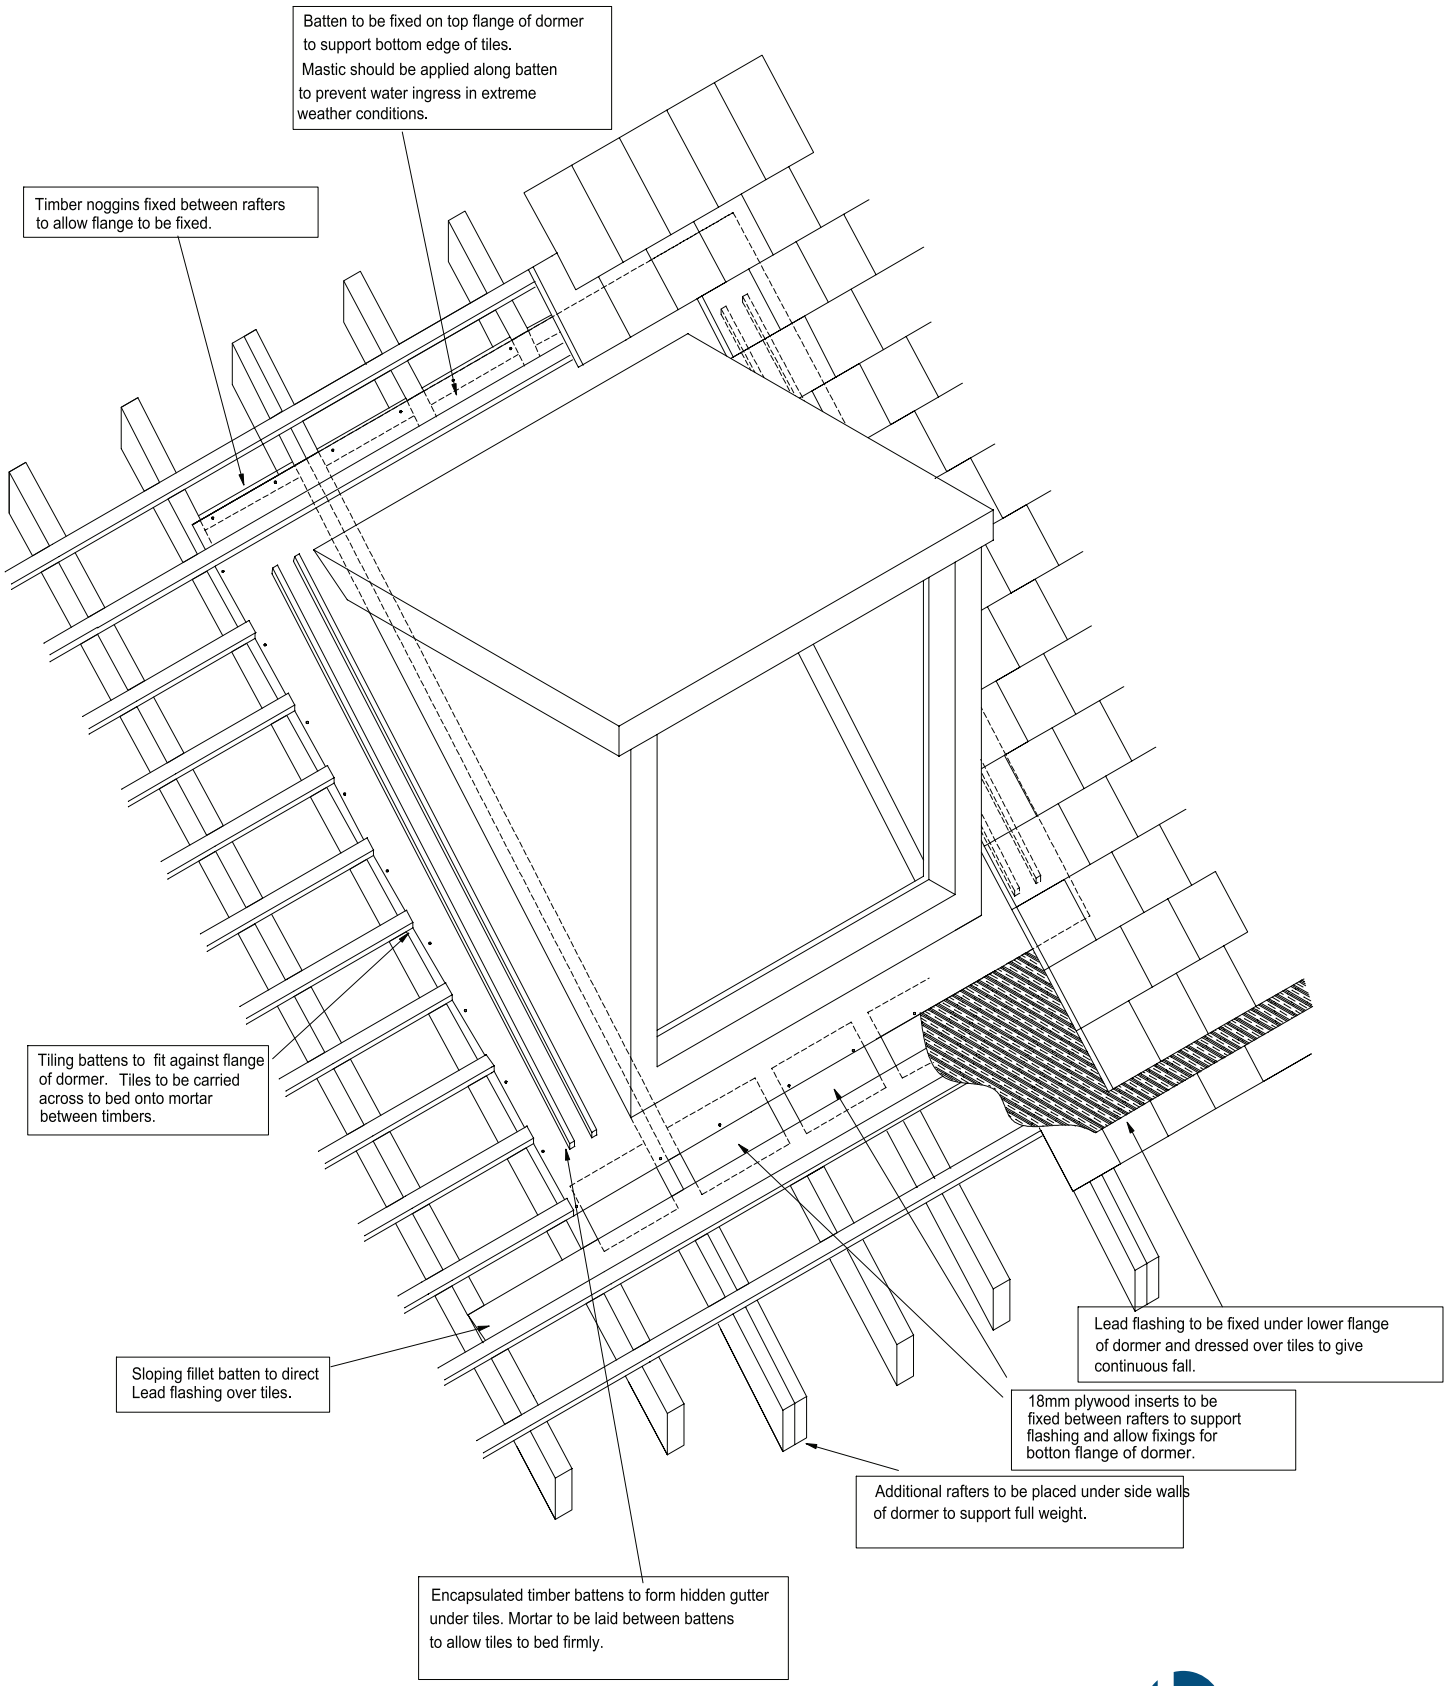 Batten to be fixed on top flange of dormer
to support bottom edge of tiles.
Mastic should be applied along batten
to prevent water ingress in extreme
weather conditions.
Timber noggins fixed between rafters
to allow flange to be fixed.
Tiling battens to fit against flange
of dormer. Tiles to be carried
across to bed onto mortar
between timbers.
Lead flashing to be fixed under lower flange
of dormer and dressed over tiles to give
continuous fall.
Sloping fillet batten to direct
Lead flashing over tiles.
18mm plywood inserts to be
fixed between rafters to support
flashing and allow fixings for
botton flange of dormer.
Additional rafters to be placed under side walls
of dormer to support full weight.
Encapsulated timber battens to form hidden gutter
under tiles. Mortar to be laid between battens
to allow tiles to bed firmly.